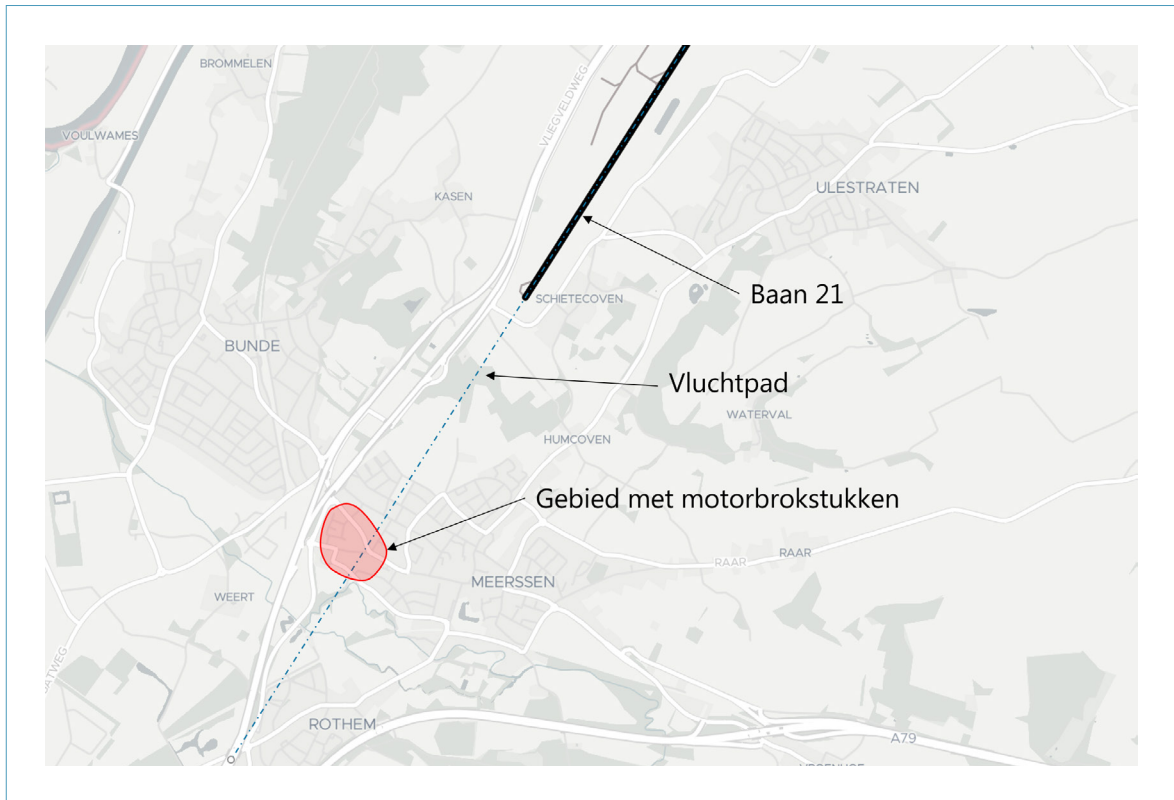 BROMMELEN
VLIEGVELDWEG
VOULWAMES
KASEN
ULESTRATEN
SCHIETECOVEN
Baan 21
BUNDE
Vluchtpad
WATERVAL
HUMCOVEN
Gebied met motorbrokstukken
RAAR
RAAR
MEERSSEN
WEERT
ROTHEM
A79